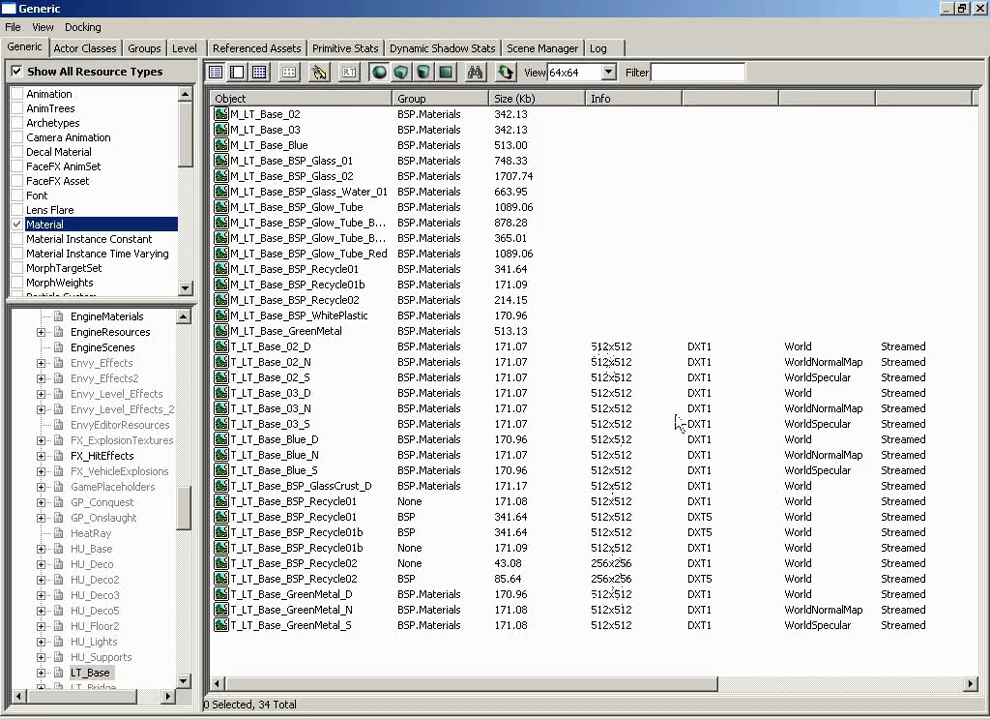 Generic
File View Docking
Generic Actor Classes Groups Level Referenced Assets Primitive Stats Dynamic Shadow Stats Scene Manager Log
Show All Resource Types
Animation
AnimTrees
Archetypes
Camera Animation
Decal Material
FaceFX AnimSet
FaceFX Asset
Font
Lens Flare
Material
Material Instance Constant
Material Instance Time Varying
MorphTargetSet
MorphWeights
EngineMaterials
EngineResources
EngineScenes
Envy_Effects
Envy_Effects2
Envy_Level_Effects
Envy_Level_Effects_2
EnvyEditorResources
FX_ExplosionTextures
FX_HitEffects
FX_VehicleExplosions
GamePlaceholders
GP_Conquest
GP_Onslaught
HeatRay
HU_Base
HU_Deco
HU_Deco2
HU_Deco3
HU_Deco5
HU_Floor2
HU_Lights
HU_Supports
LT_Base
LT_Bridge
RT View 64x64 Filter
Object Group Size (Kb) Info
M_LT_Base_02 BSP.Materials 342.13
M_LT_Base_03 BSP.Materials 342.13
M_LT_Base_Blue BSP.Materials 513.00
M_LT_Base_BSP_Glass_01 BSP.Materials 748.33
M_LT_Base_BSP_Glass_02 BSP.Materials 1707.74
M_LT_Base_BSP_Glass_Water_01 BSP.Materials 663.95
M_LT_Base_BSP_Glow_Tube BSP.Materials 1089.06
M_LT_Base_BSP_Glow_Tube_B... BSP.Materials 878.28
M_LT_Base_BSP_Glow_Tube_B... BSP.Materials 365.01
M_LT_Base_BSP_Glow_Tube_Red BSP.Materials 1089.06
M_LT_Base_BSP_Recycle01 BSP.Materials 341.64
M_LT_Base_BSP_Recycle01b BSP.Materials 171.09
M_LT_Base_BSP_Recycle02 BSP.Materials 214.15
M_LT_Base_BSP_WhitePlastic BSP.Materials 170.96
M_LT_Base_GreenMetal BSP.Materials 513.13
T_LT_Base_02_D BSP.Materials 171.07 512x512 DXT1 World Streamed
T_LT_Base_02_N BSP.Materials 171.07 512x512 DXT1 WorldNormalMap Streamed
T_LT_Base_02_S BSP.Materials 171.07 512x512 DXT1 WorldSpecular Streamed
T_LT_Base_03_D BSP.Materials 171.07 512x512 DXT1 World Streamed
T_LT_Base_03_N BSP.Materials 171.07 512x512 DXT1 WorldNormalMap Streamed
T_LT_Base_03_S BSP.Materials 171.07 512x512 DXT1 WorldSpecular Streamed
T_LT_Base_Blue_D BSP.Materials 170.96 512x512 DXT1 World Streamed
T_LT_Base_Blue_N BSP.Materials 171.07 512x512 DXT1 WorldNormalMap Streamed
T_LT_Base_Blue_S BSP.Materials 170.96 512x512 DXT1 WorldSpecular Streamed
T_LT_Base_BSP_GlassCrust_D BSP.Materials 171.17 512x512 DXT1 World Streamed
T_LT_Base_BSP_Recycle01 None 171.08 512x512 DXT1 World Streamed
T_LT_Base_BSP_Recycle01 BSP 341.64 512x512 DXT5 World Streamed
T_LT_Base_BSP_Recycle01b BSP 341.64 512x512 DXT5 World Streamed
T_LT_Base_BSP_Recycle01b None 171.09 512x512 DXT1 World Streamed
T_LT_Base_BSP_Recycle02 None 43.08 256x256 DXT1 World Streamed
T_LT_Base_BSP_Recycle02 BSP 85.64 256x256 DXT5 World Streamed
T_LT_Base_GreenMetal_D BSP.Materials 170.96 512x512 DXT1 World Streamed
T_LT_Base_GreenMetal_N BSP.Materials 171.08 512x512 DXT1 WorldNormalMap Streamed
T_LT_Base_GreenMetal_S BSP.Materials 171.08 512x512 DXT1 WorldSpecular Streamed
0 Selected, 34 Total